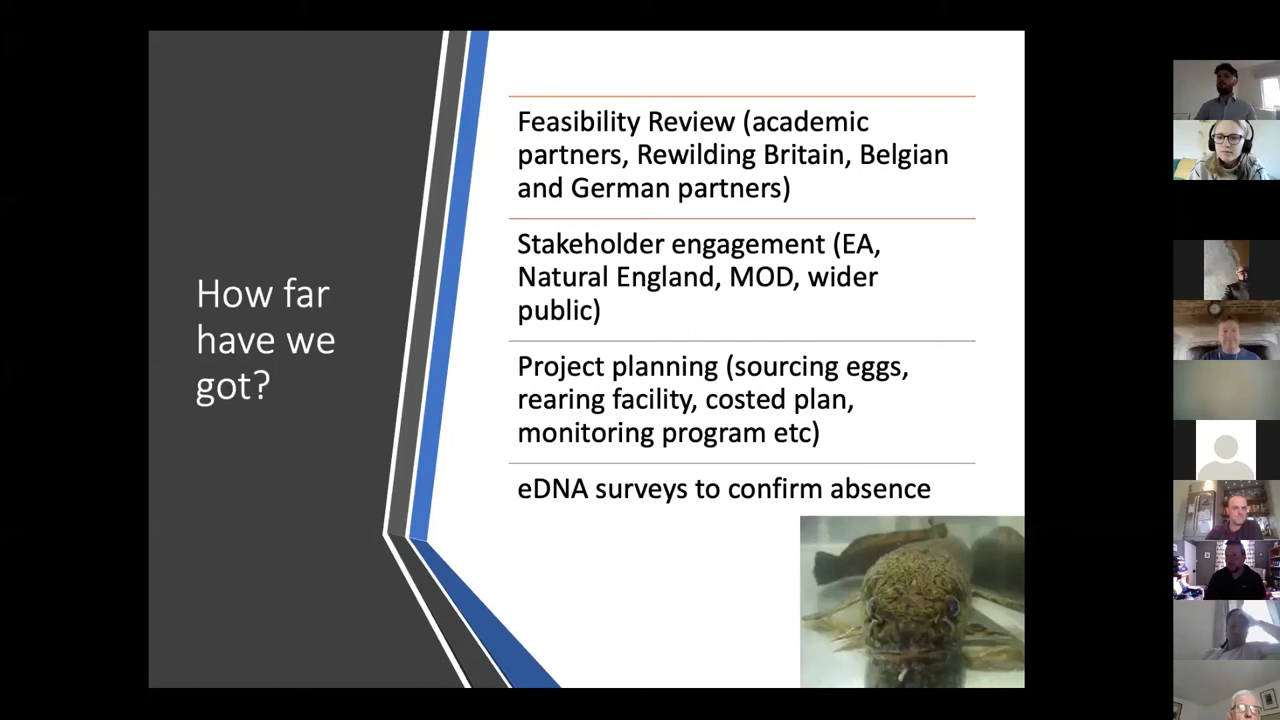 How far
have we
got?
Feasibility Review (academic
partners, Rewilding Britain, Belgian
and German partners)
Stakeholder engagement (EA,
Natural England, MOD, wider
public)
Project planning (sourcing eggs,
rearing facility, costed plan,
monitoring program etc)
eDNA surveys to confirm absence